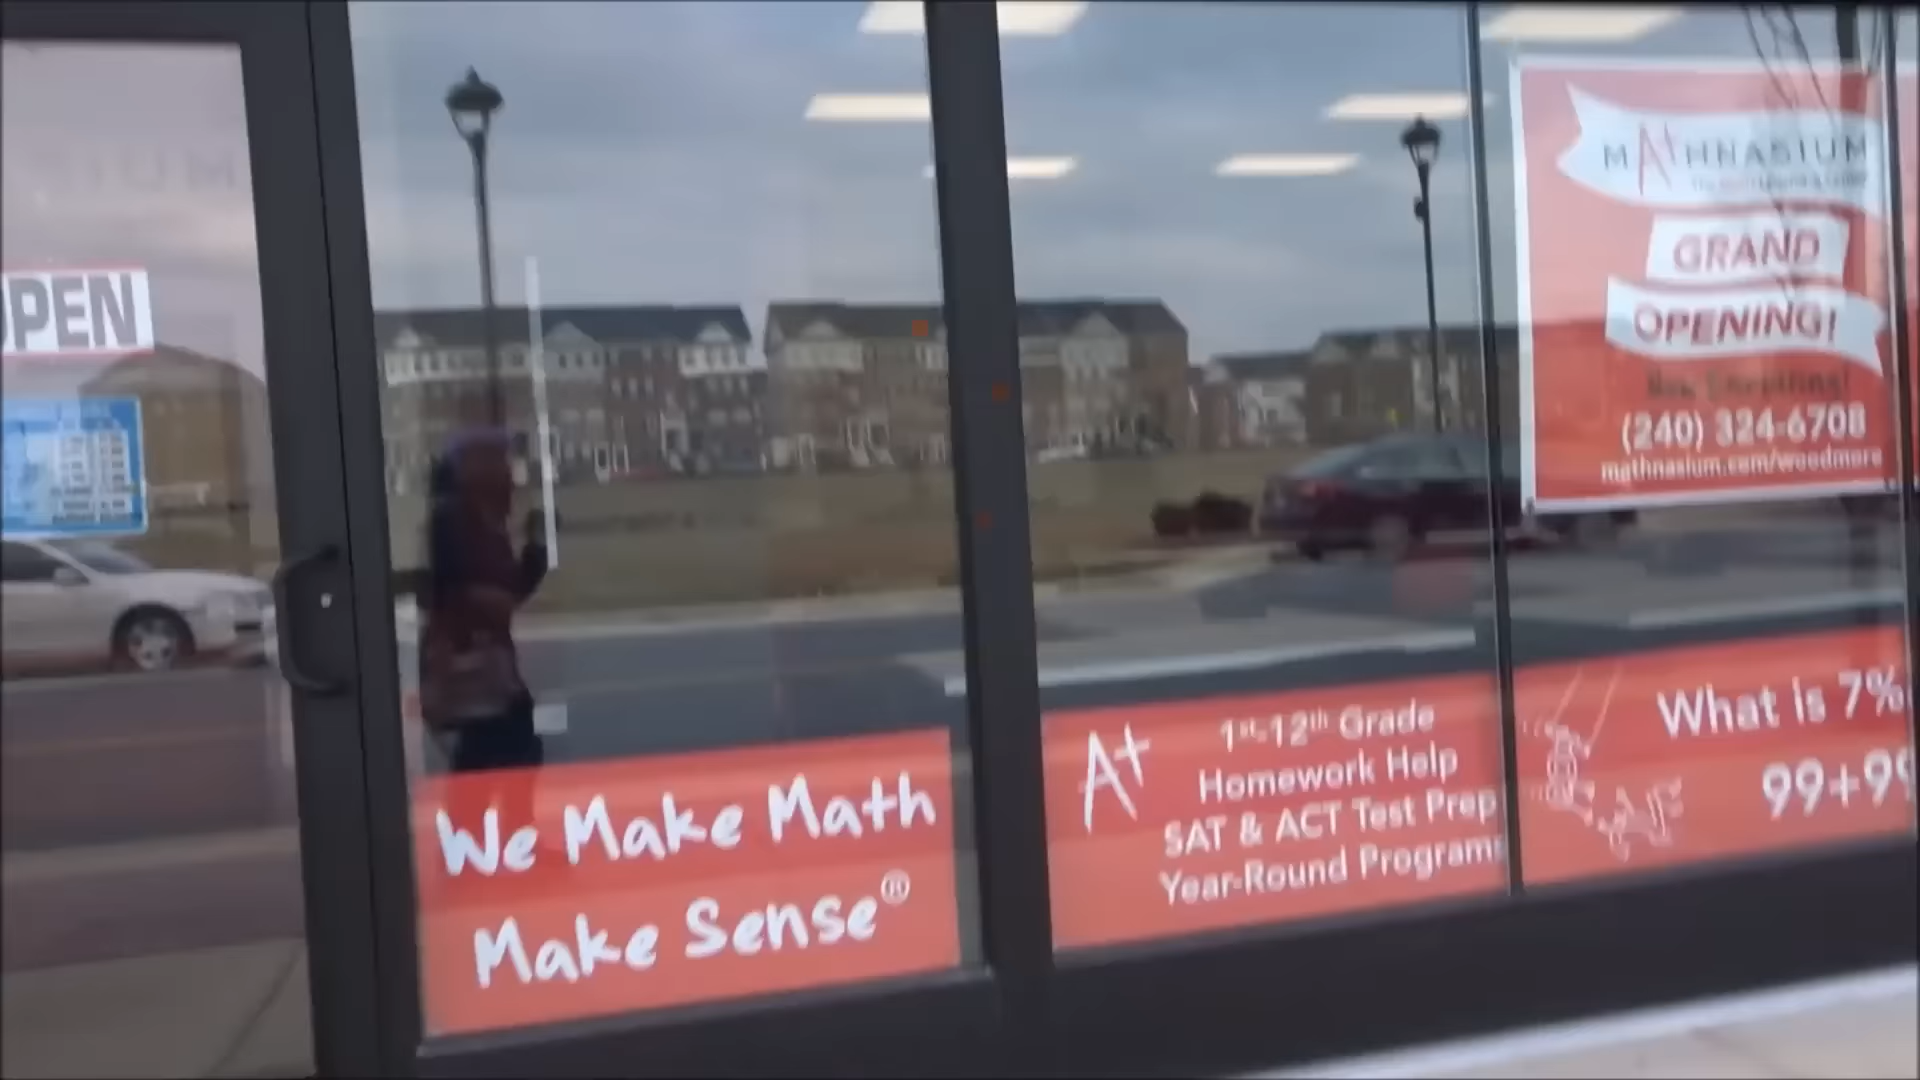 OPEN
We Make Math
Make Sense®
A+
1st-12th Grade
Homework Help
SAT & ACT Test Prep
Year-Round Programs
MATHNASIUM
GRAND
OPENING!
(240) 324-6708
mathnasium.com/woodmore
What is 7%
99+99